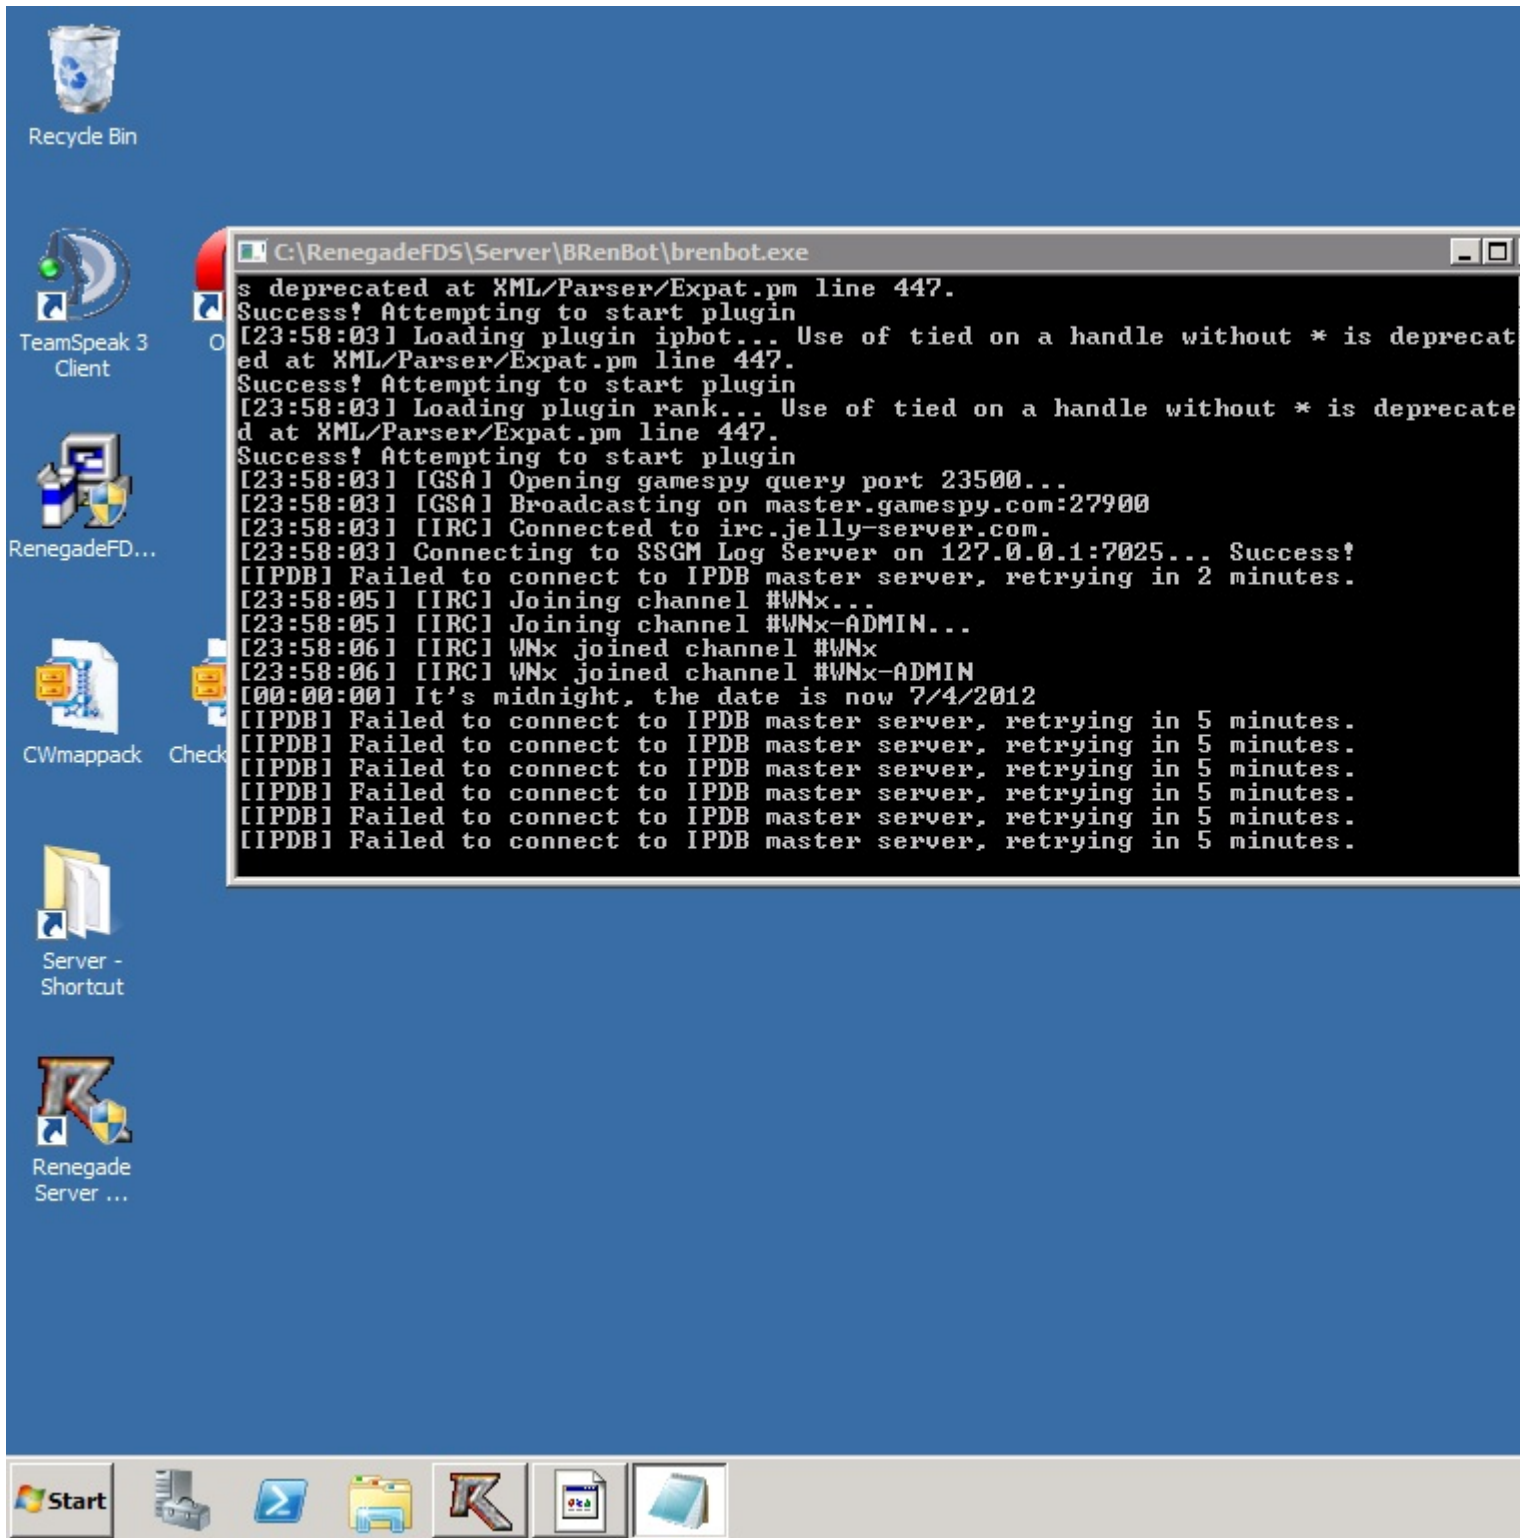 Recycle Bin
TeamSpeak 3
Client
O
RenegadeFD...
CWmappack
Check
Server -
Shortcut
Renegade
Server ...
C:\RenegadeFDS\Server\BRenBot\brenbot.exe
s deprecated at XML/Parser/Expat.pm line 447.
Success! Attempting to start plugin
[23:58:03] Loading plugin ipbot... Use of tied on a handle without * is deprecat
ed at XML/Parser/Expat.pm line 447.
Success! Attempting to start plugin
[23:58:03] Loading plugin rank... Use of tied on a handle without * is deprecate
d at XML/Parser/Expat.pm line 447.
Success! Attempting to start plugin
[23:58:03] [GSA] Opening gamespy query port 23500...
[23:58:03] [GSA] Broadcasting on master.gamespy.com:27900
[23:58:03] [IRC] Connected to irc.jelly-server.com.
[23:58:03] Connecting to SSGM Log Server on 127.0.0.1:7025... Success!
[IPDB] Failed to connect to IPDB master server, retrying in 2 minutes.
[23:58:05] [IRC] Joining channel #WNx...
[23:58:05] [IRC] Joining channel #WNx-ADMIN...
[23:58:06] [IRC] WNx joined channel #WNx
[23:58:06] [IRC] WNx joined channel #WNx-ADMIN
[00:00:00] It's midnight, the date is now 7/4/2012
[IPDB] Failed to connect to IPDB master server, retrying in 5 minutes.
[IPDB] Failed to connect to IPDB master server, retrying in 5 minutes.
[IPDB] Failed to connect to IPDB master server, retrying in 5 minutes.
[IPDB] Failed to connect to IPDB master server, retrying in 5 minutes.
[IPDB] Failed to connect to IPDB master server, retrying in 5 minutes.
[IPDB] Failed to connect to IPDB master server, retrying in 5 minutes.
Start